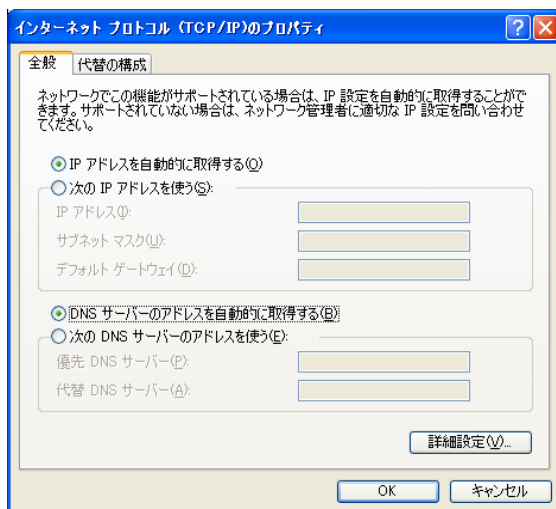 インターネット プロトコル (TCP/IP)のプロパティ
全般
代替の構成
ネットワークでこの機能がサポートされている場合は、IP 設定を自動的に取得することがで
きます。サポートされていない場合は、ネットワーク管理者に適切な IP 設定を問い合わせ
てください。
IP アドレスを自動的に取得する(O)
次の IP アドレスを使う(S):
IP アドレス(I):
サブネット マスク(U):
デフォルト ゲートウェイ(D):
DNS サーバーのアドレスを自動的に取得する(B)
次の DNS サーバーのアドレスを使う(E):
優先 DNS サーバー(P):
代替 DNS サーバー(A):
詳細設定(V)...
OK
キャンセル